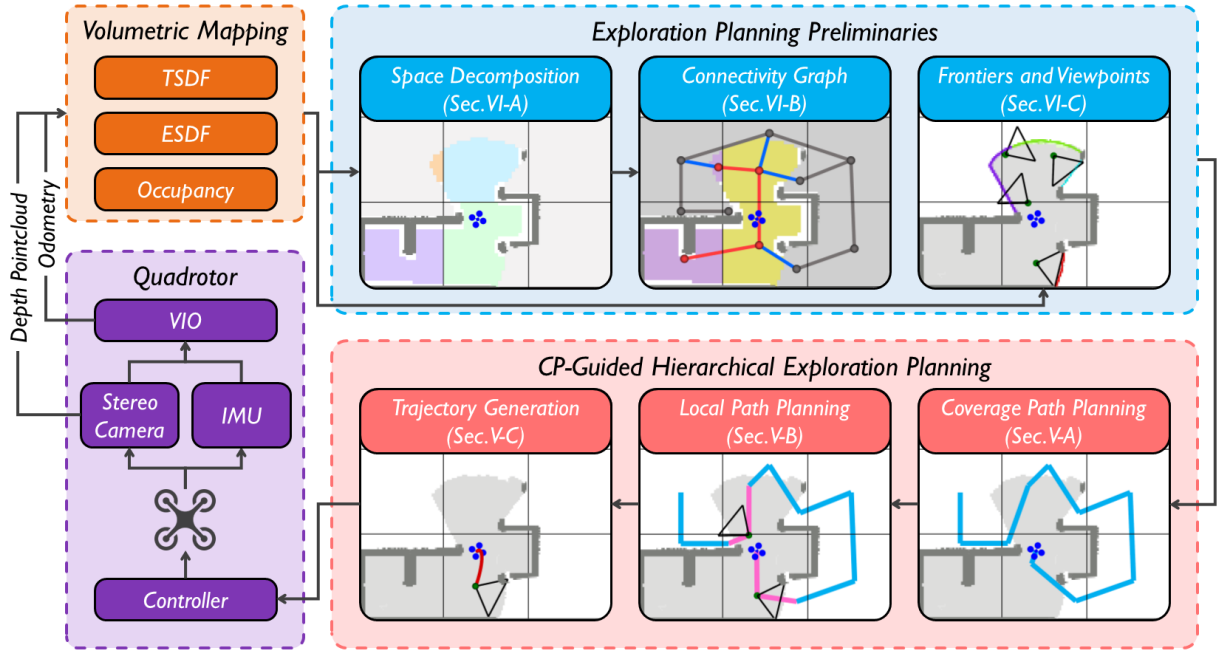 Volumetric Mapping
TSDF
ESDF
Occupancy
Exploration Planning Preliminaries
Space Decomposition
(Sec.VI-A)
Connectivity Graph
(Sec.VI-B)
Frontiers and Viewpoints
(Sec.VI-C)
Depth Pointcloud
Odometry
Quadrotor
VIO
Stereo
Camera
IMU
Controller
CP-Guided Hierarchical Exploration Planning
Trajectory Generation
(Sec.V-C)
Local Path Planning
(Sec.V-B)
Coverage Path Planning
(Sec.V-A)